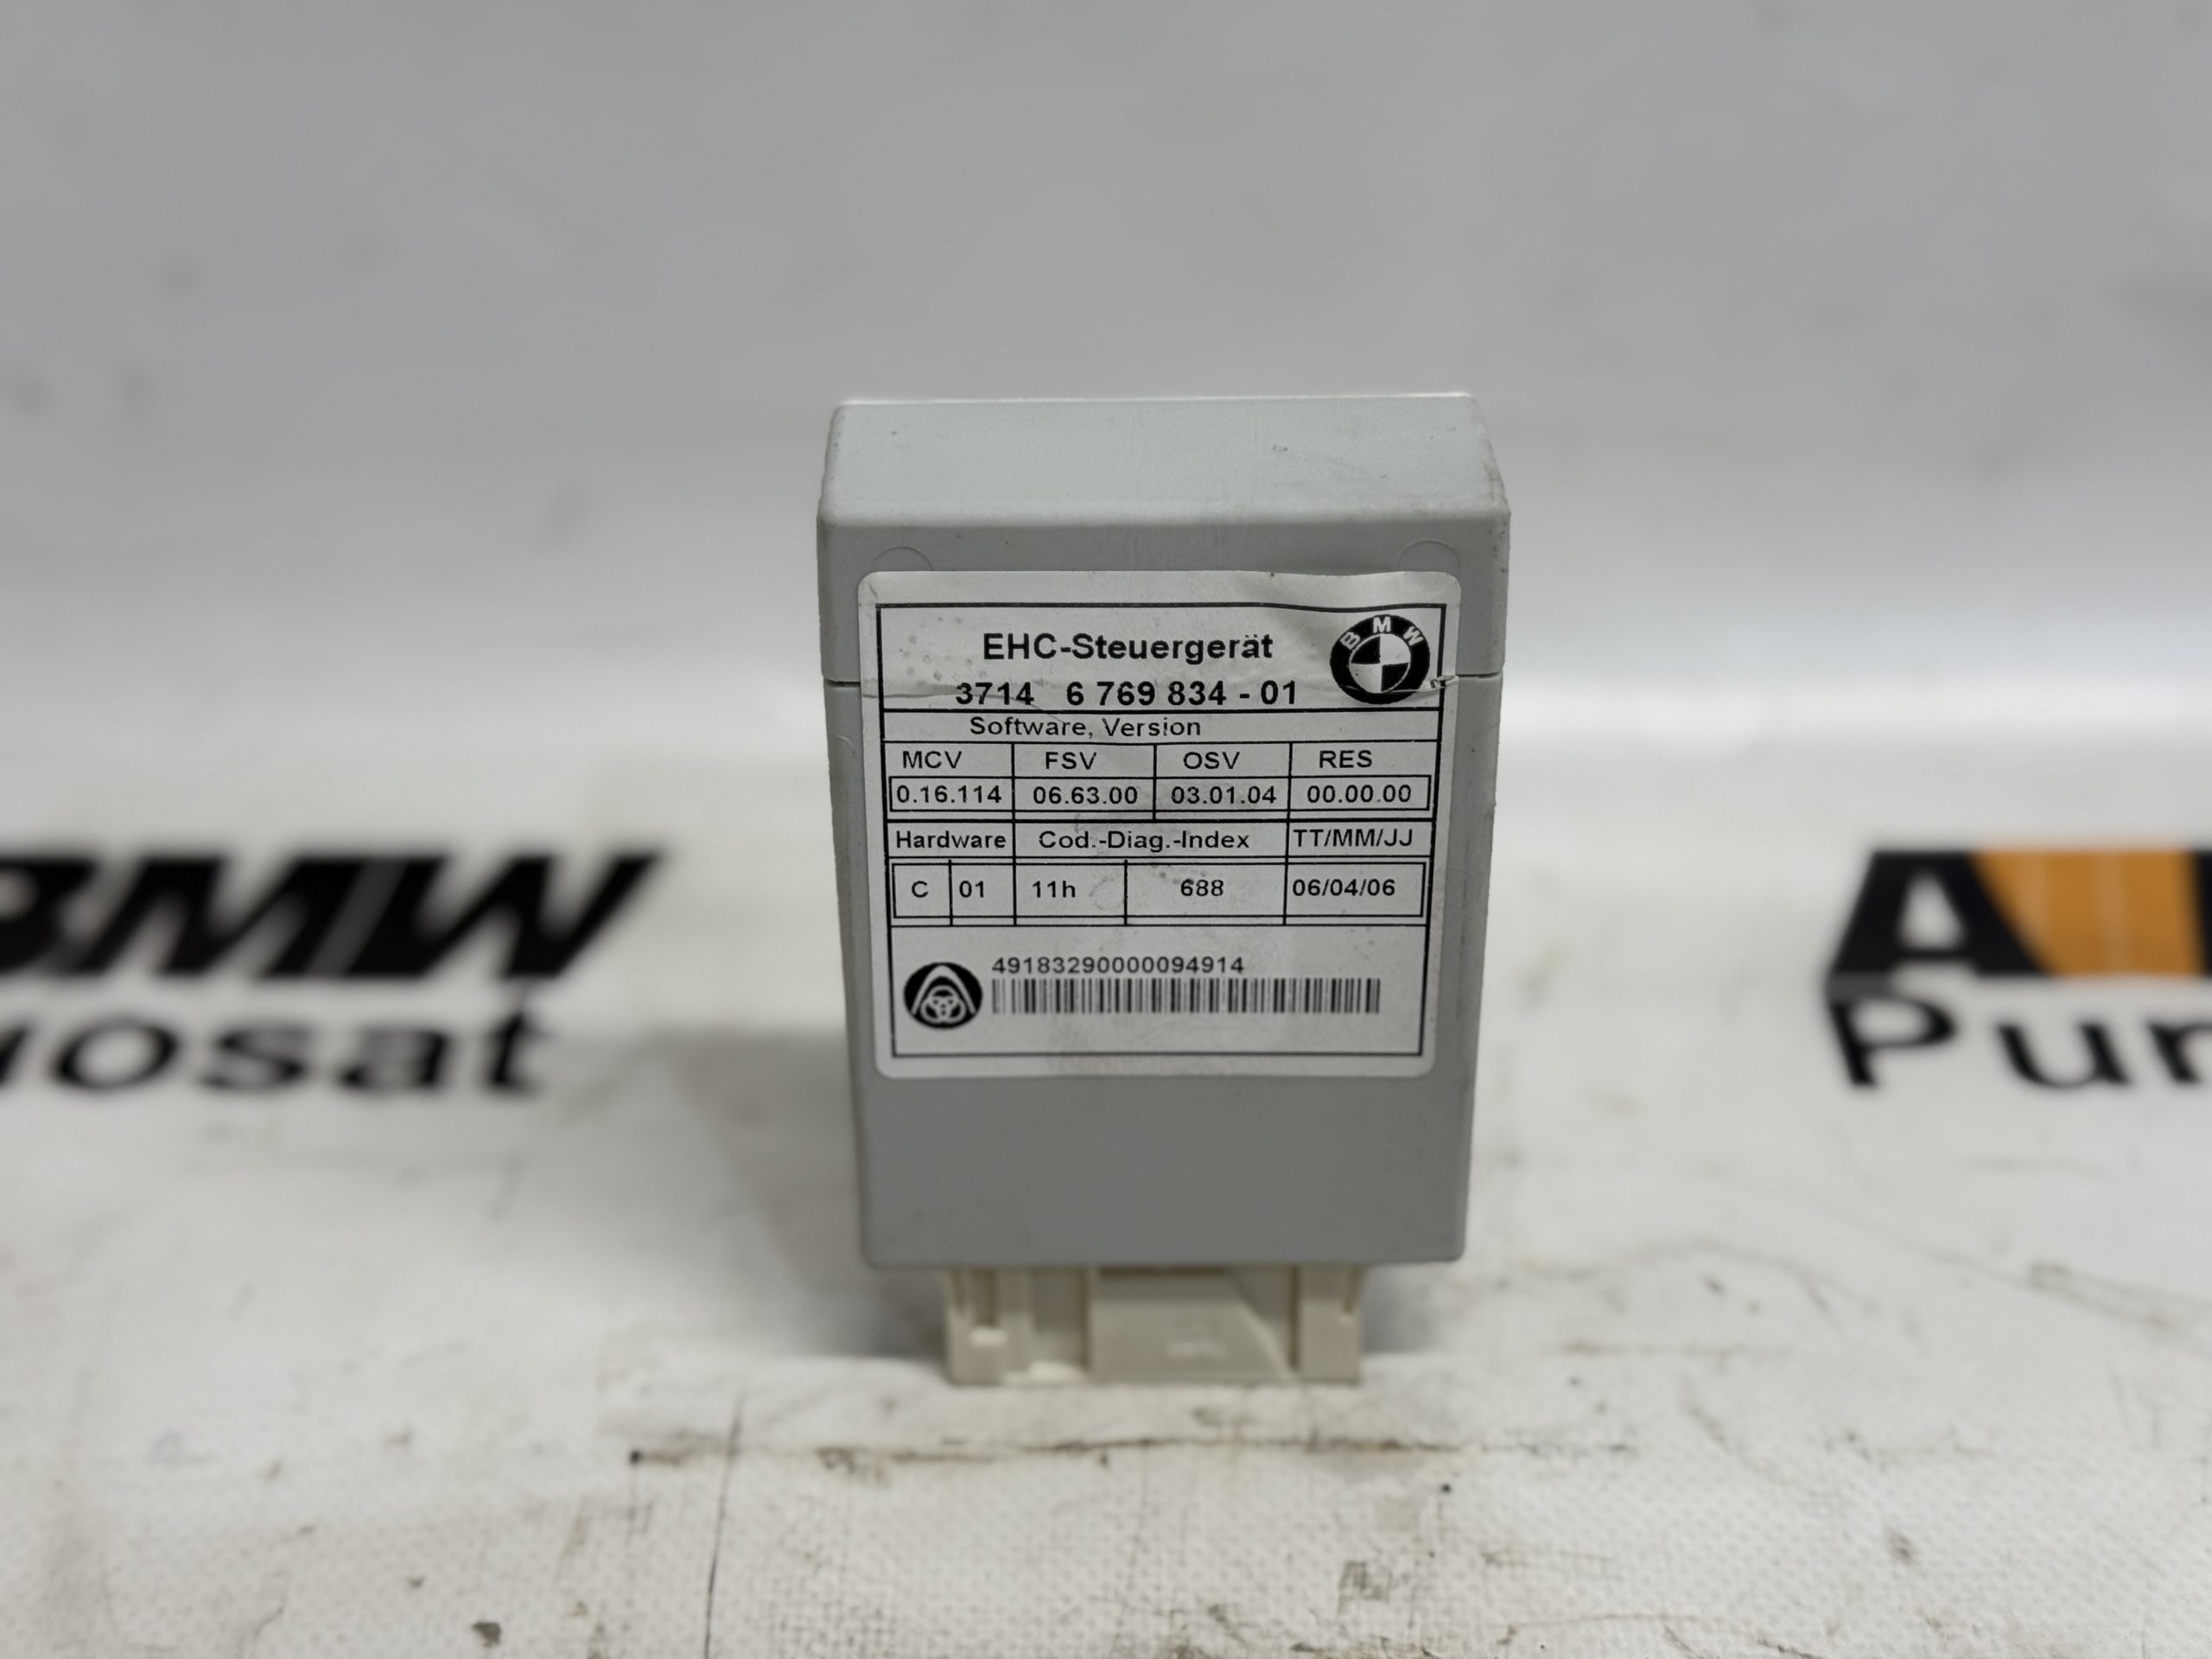 EHC-Steuergerät
BMW
3714 6 769 834 - 01
Software, Version
MCV FSV OSV RES
0.16.114 06.63.00 03.01.04 00.00.00
Hardware Cod.-Diag.-Index TT/MM/JJ
C 01 11h 688 06/04/06
49183290000094914
BMW